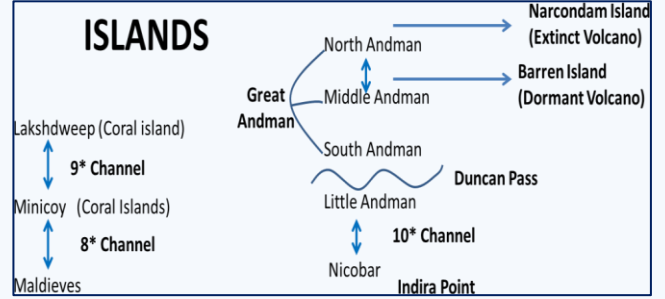 ISLANDS
Narcondam Island
(Extinct Volcano)
North Andman
Barren Island
(Dormant Volcano)
Great
Andman
Middle Andman
Lakshdweep (Coral island)
South Andman
9* Channel
Duncan Pass
Minicoy (Coral Islands)
Little Andman
8* Channel
10* Channel
Maldieves
Nicobar
Indira Point